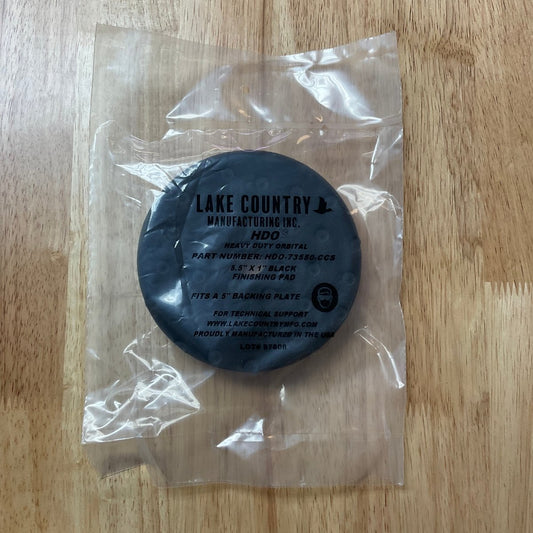 LAKE COUNTRY
MANUFACTURING INC.
HDO
HEAVY DUTY ORBITAL
PART NUMBER: HDO-73550-CCS
5.5" X 1" BLACK
FINISHING PAD
FITS A 5" BACKING PLATE
FOR TECHNICAL SUPPORT
WWW.LAKECOUNTRYMFG.COM
PROUDLY MANUFACTURED IN THE USA
LOT#